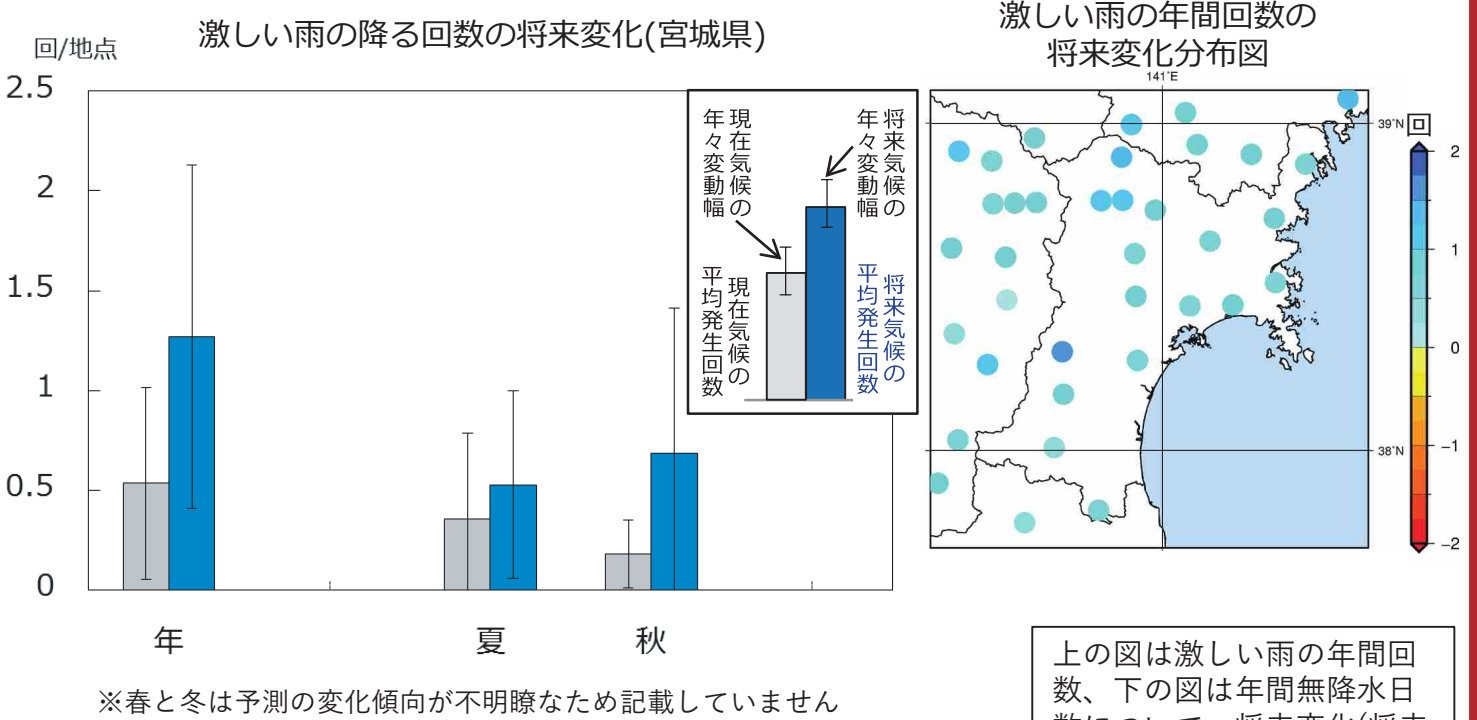 激しい雨の降る回数の将来変化(宮城県)
回/地点
2.5
2
1.5
1
0.5
0
年
夏
秋
※春と冬は予測の変化傾向が不明瞭なため記載していません
現在気候の
年々変動幅
将来気候の
年々変動幅
現在気候の
平均発生回数
将来気候の
平均発生回数
激しい雨の年間回数の
将来変化分布図
141°E
39°N
38°N
回
2
1
0
−1
−2
上の図は激しい雨の年間回
数、下の図は年間無降水日